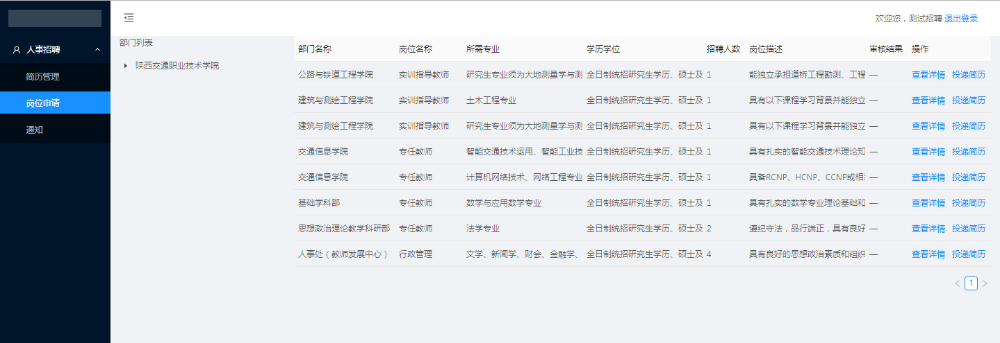 欢迎您，测试招聘 退出登录
人事招聘
简历管理
岗位申请
通知
部门列表
陕西交通职业技术学院
部门名称 岗位名称 所需专业 学历学位 招聘人数 岗位描述 审核结果 操作
公路与铁道工程学院 实训指导教师 研究生专业须为大地测量学与测 全日制统招研究生学历、硕士及 1 能独立承担道桥工程勘测、工程 — 查看详情 投递简历
建筑与测绘工程学院 实训指导教师 土木工程专业 全日制统招研究生学历、硕士及 1 具有以下课程学习背景并能独立 — 查看详情 投递简历
建筑与测绘工程学院 实训指导教师 研究生专业须为大地测量学与测 全日制统招研究生学历、硕士及 1 具有以下课程学习背景并能独立 — 查看详情 投递简历
交通信息学院 专任教师 智能交通技术运用、智能工业技 全日制统招研究生学历、硕士及 1 具有扎实的智能交通技术理论知 — 查看详情 投递简历
交通信息学院 专任教师 计算机网络技术、网络工程专业 全日制统招研究生学历、硕士及 1 具备RCNP、HCNP、CCNP或相 — 查看详情 投递简历
基础学科部 专任教师 数学与应用数学专业 全日制统招研究生学历、硕士及 1 具有扎实的数学专业理论基础和 — 查看详情 投递简历
思想政治理论教学科研部 专任教师 法学专业 全日制统招研究生学历、硕士及 2 遵纪守法，品行端正，具有良好 — 查看详情 投递简历
人事处（教师发展中心） 行政管理 文学、新闻学、财会、金融学、 全日制统招研究生学历、硕士及 4 具有良好的思想政治素质和组织 — 查看详情 投递简历
1